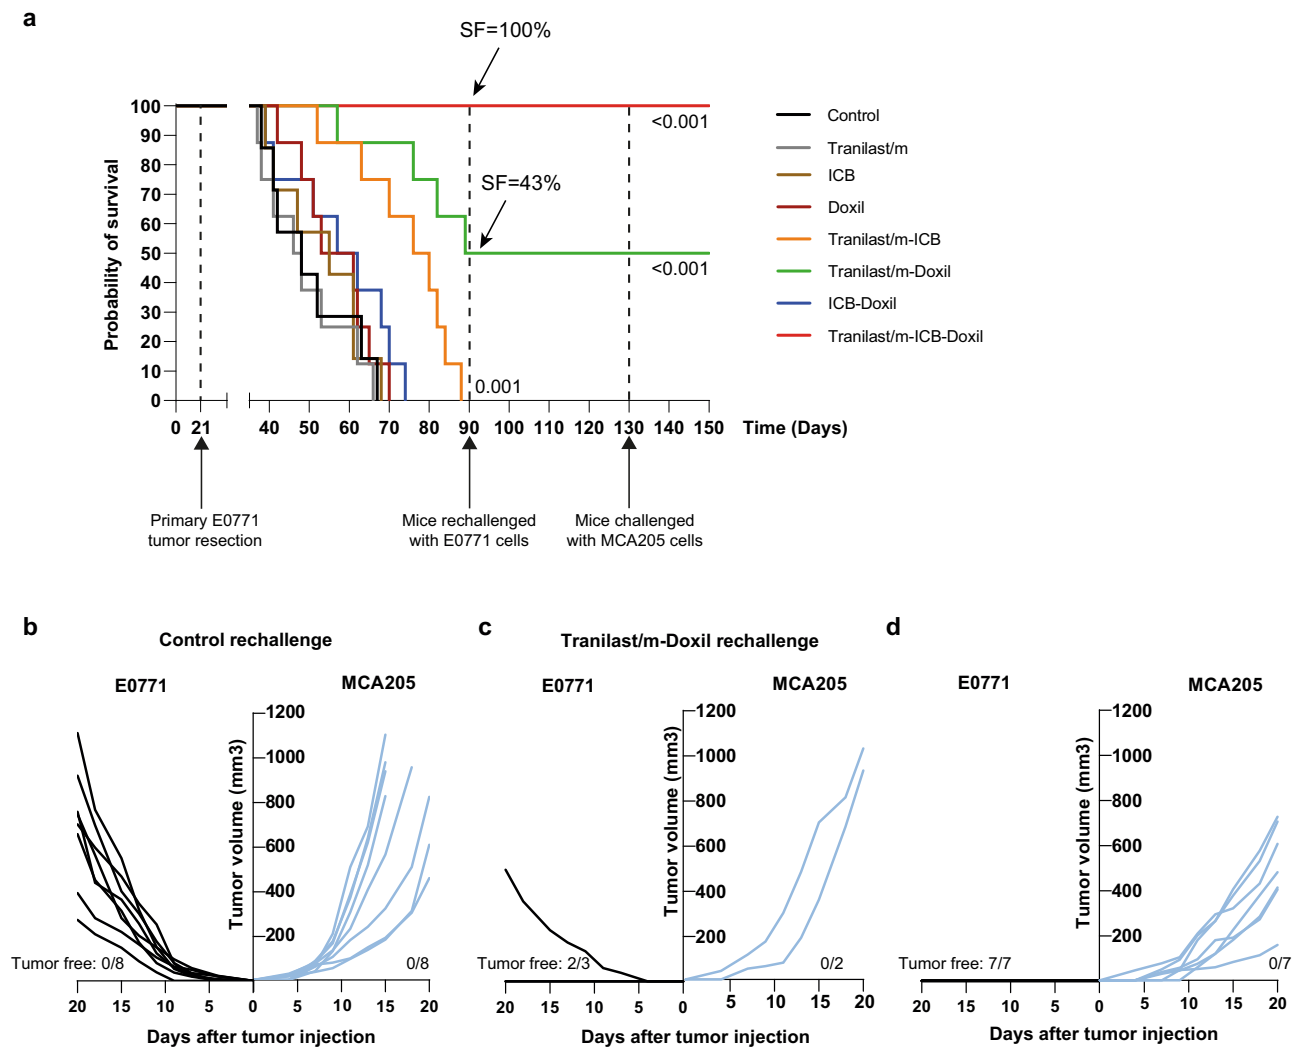 a
SF=100%
100
90
80
70
60
50
40
30
20
10
0
Probability of survival
<0.001
SF=43%
<0.001
0.001
0 21 40 50 60 70 80 90 100 110 120 130 140 150 Time (Days)
Primary E0771
tumor resection
Mice rechallenged
with E0771 cells
Mice challenged
with MCA205 cells
Control
Tranilast/m
ICB
Doxil
Tranilast/m-ICB
Tranilast/m-Doxil
ICB-Doxil
Tranilast/m-ICB-Doxil
b
Control rechallenge
E0771
MCA205
1200
1000
800
600
400
200
Tumor volume (mm3)
Tumor free: 0/8
0/8
20 15 10 5 0 5 10 15 20
Days after tumor injection
c
Tranilast/m-Doxil rechallenge
E0771
MCA205
1200
1000
800
600
400
200
Tumor volume (mm3)
Tumor free: 2/3
0/2
20 15 10 5 0 5 10 15 20
Days after tumor injection
d
E0771
MCA205
1200
1000
800
600
400
200
Tumor volume (mm3)
Tumor free: 7/7
0/7
20 15 10 5 0 5 10 15 20
Days after tumor injection